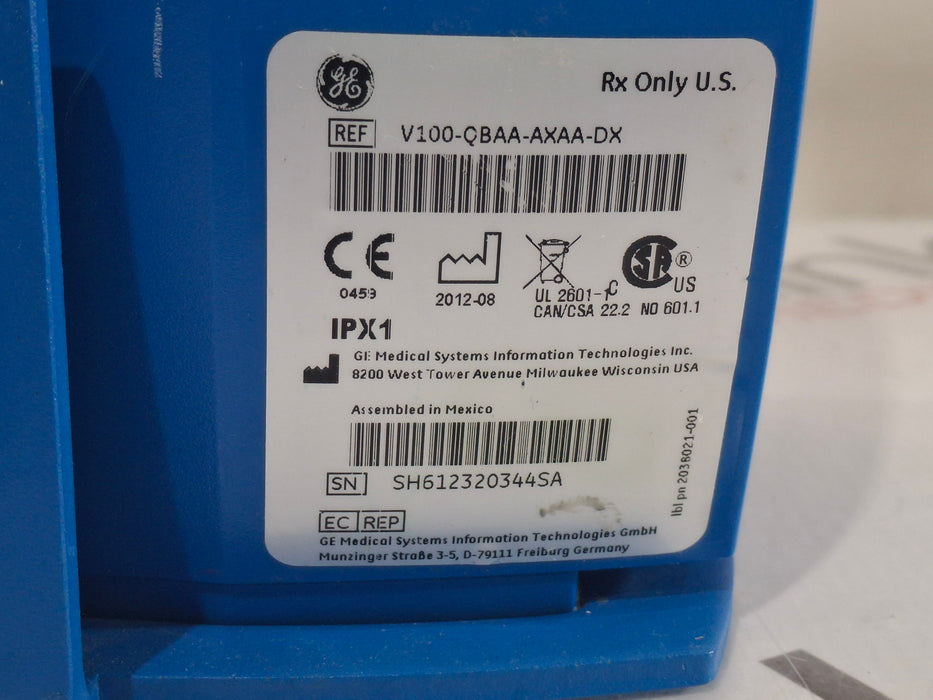 GE
Rx Only U.S.
REF V100-QBAA-AXAA-DX
CE
0459
2012-08
UL 2601-1
C SA ® US
CAN/CSA 22.2 NO 601.1
IPX1
GE Medical Systems Information Technologies Inc.
8200 West Tower Avenue Milwaukee Wisconsin USA
Assembled in Mexico
SN SH612320344SA
lbl pn 2038021-001
EC REP
GE Medical Systems Information Technologies GmbH
Munzinger Straße 3-5, D-79111 Freiburg Germany